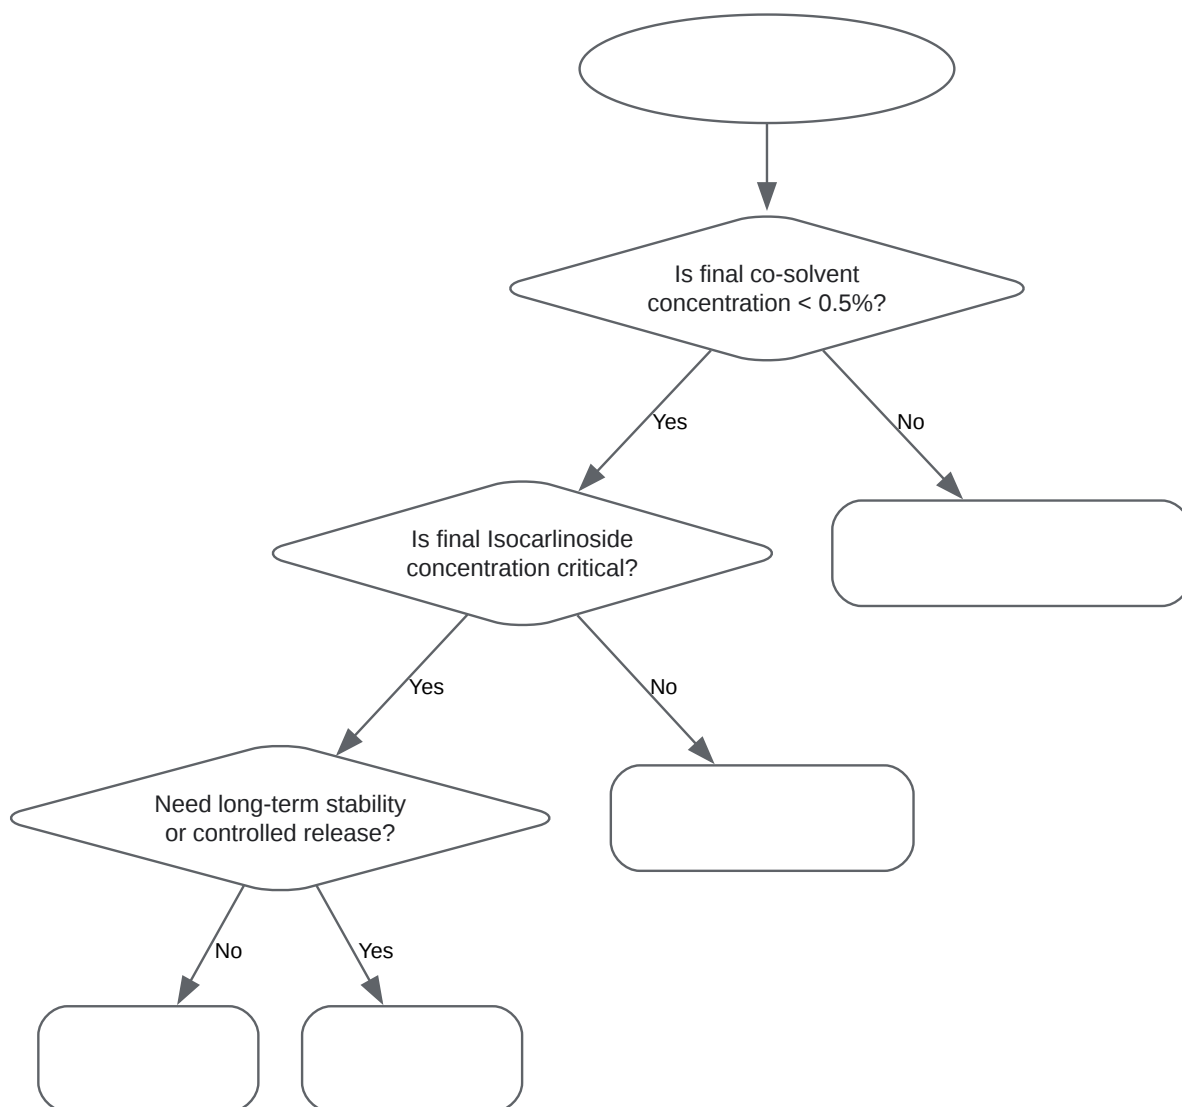 Is final co-solvent
concentration < 0.5%?
Yes
No
Is final Isocarlinoside
concentration critical?
Yes
No
Need long-term stability
or controlled release?
No
Yes